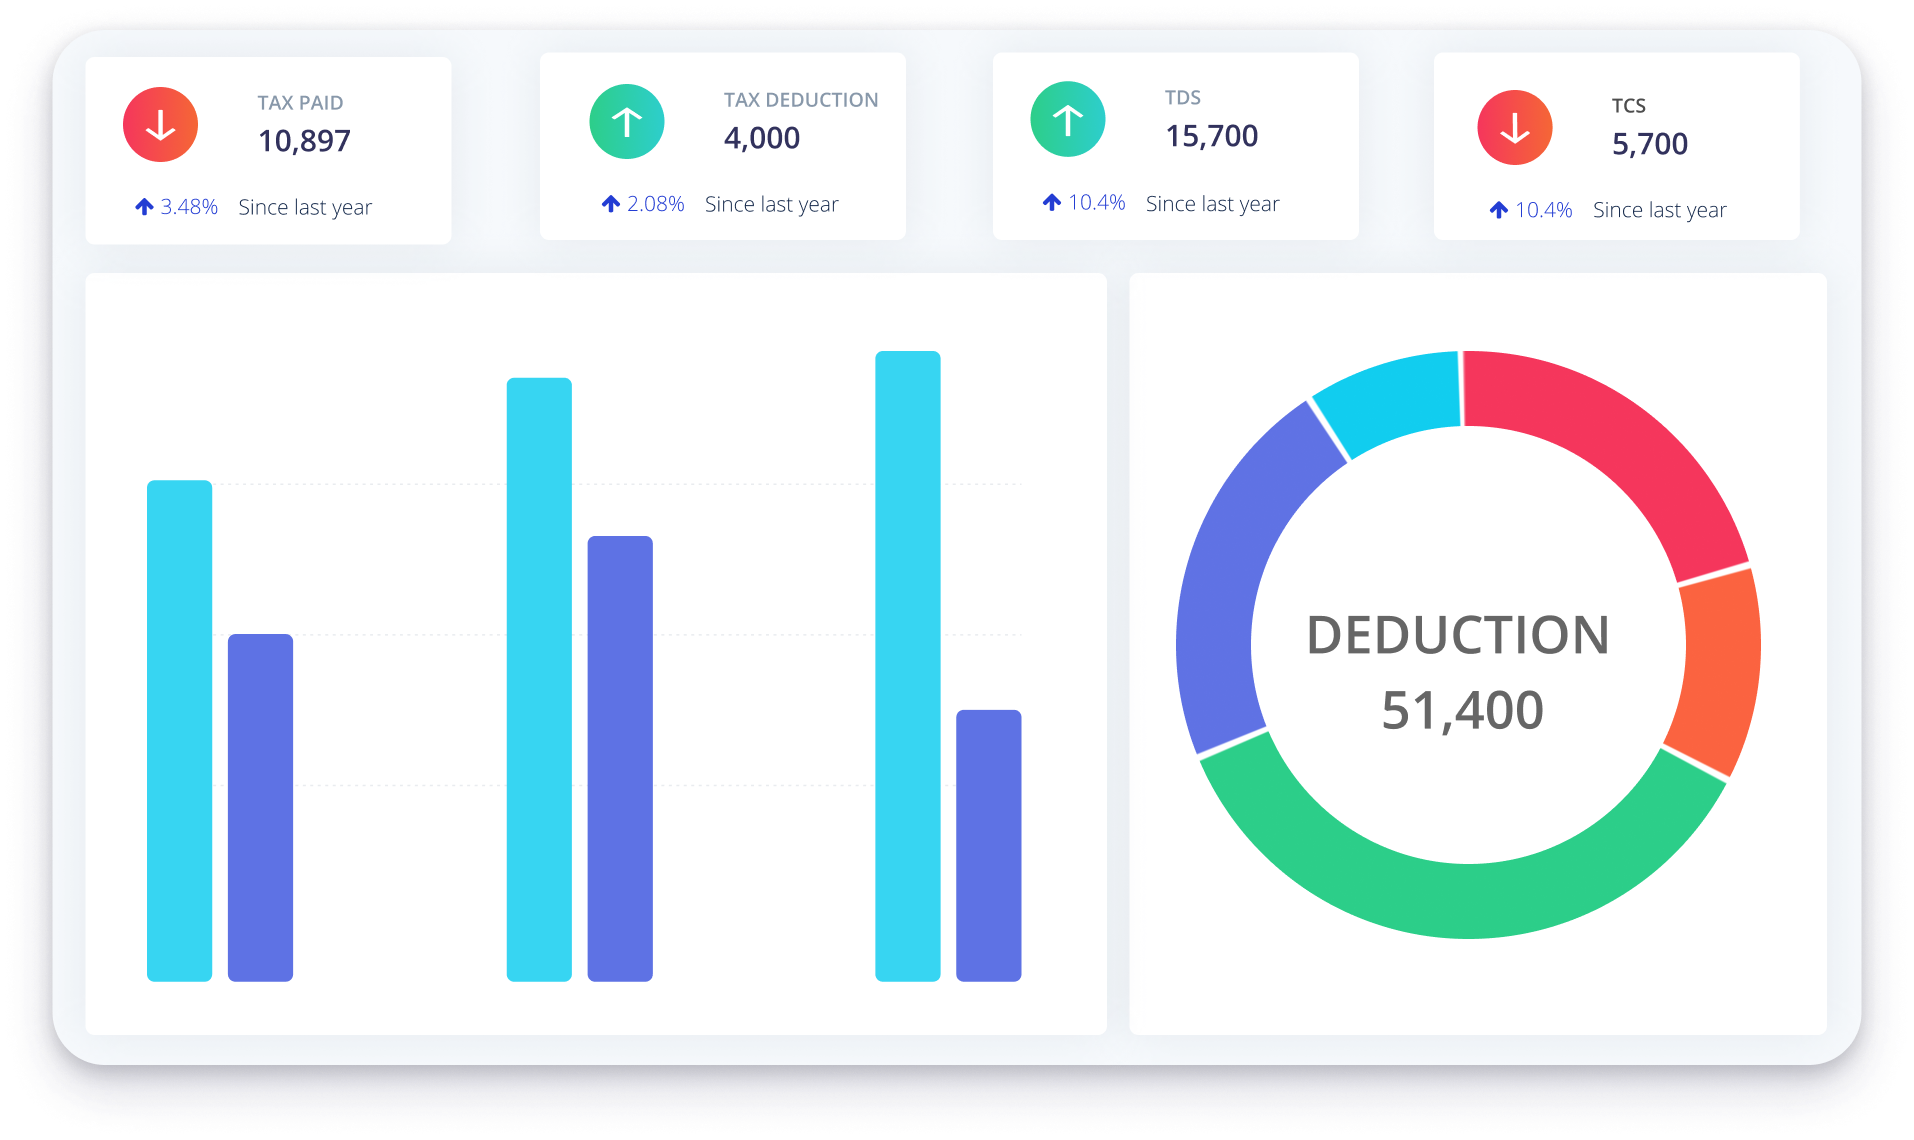 TAX PAID
10,897
3.48% Since last year
TAX DEDUCTION
4,000
2.08% Since last year
TDS
15,700
10.4% Since last year
TCS
5,700
10.4% Since last year
DEDUCTION
51,400